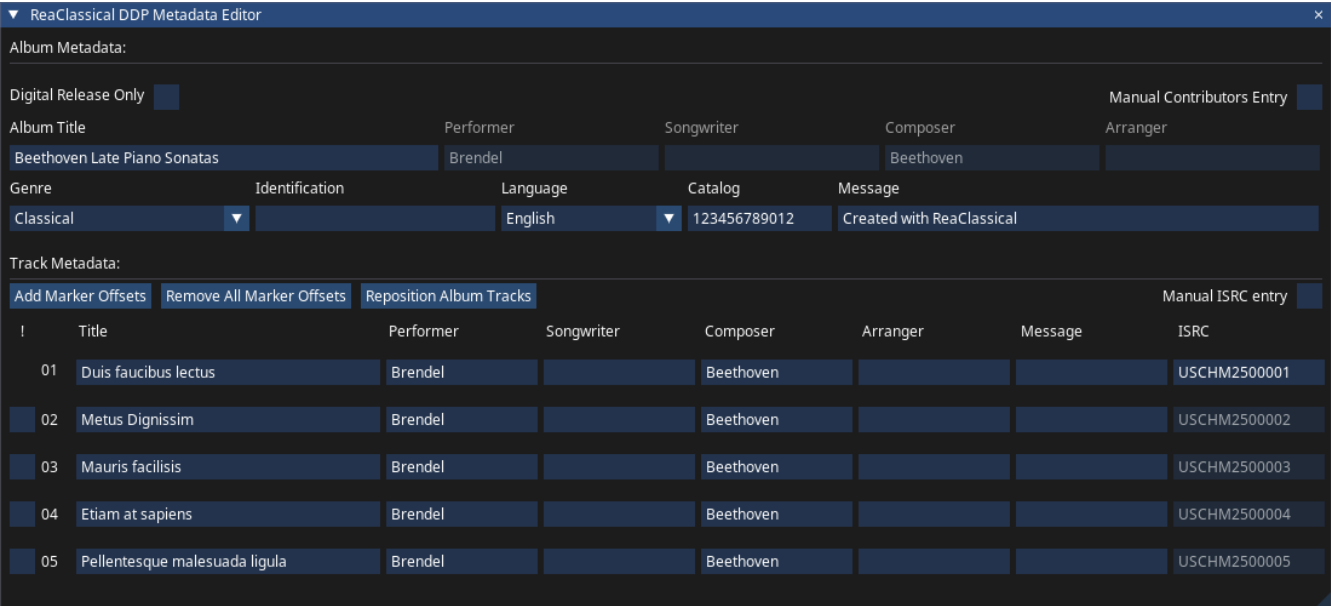 ReaClassical DDP Metadata Editor
Album Metadata:
Digital Release Only Manual Contributors Entry
Album Title Performer Songwriter Composer Arranger
Beethoven Late Piano Sonatas Brendel Beethoven
Genre Identification Language Catalog Message
Classical English 123456789012 Created with ReaClassical
Track Metadata:
Add Marker Offsets Remove All Marker Offsets Reposition Album Tracks Manual ISRC entry
! Title Performer Songwriter Composer Arranger Message ISRC
01 Duis faucibus lectus Brendel Beethoven USCHM2500001
02 Metus Dignissim Brendel Beethoven USCHM2500002
03 Mauris facilisis Brendel Beethoven USCHM2500003
04 Etiam at sapiens Brendel Beethoven USCHM2500004
05 Pellentesque malesuada ligula Brendel Beethoven USCHM2500005